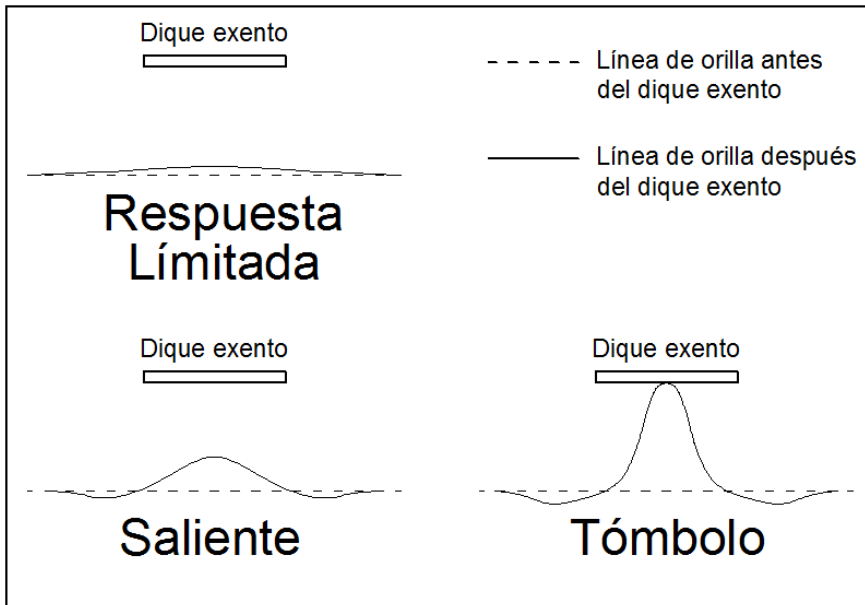 Dique exento
Línea de orilla antes
del dique exento
Línea de orilla después
del dique exento
Respuesta
Límitada
Dique exento
Saliente
Dique exento
Tómbolo